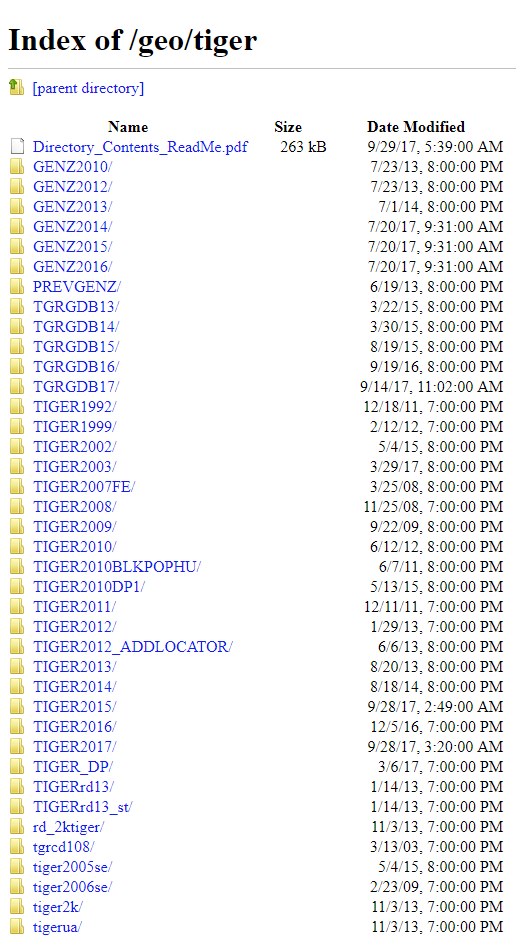 Index of /geo/tiger
[parent directory]
Name Size Date Modified
Directory_Contents_ReadMe.pdf 263 kB 9/29/17, 5:39:00 AM
GENZ2010/ 7/23/13, 8:00:00 PM
GENZ2012/ 7/23/13, 8:00:00 PM
GENZ2013/ 7/1/14, 8:00:00 PM
GENZ2014/ 7/20/17, 9:31:00 AM
GENZ2015/ 7/20/17, 9:31:00 AM
GENZ2016/ 7/20/17, 9:31:00 AM
PREVGENZ/ 6/19/13, 8:00:00 PM
TGRGDB13/ 3/22/15, 8:00:00 PM
TGRGDB14/ 3/30/15, 8:00:00 PM
TGRGDB15/ 8/19/15, 8:00:00 PM
TGRGDB16/ 9/19/16, 8:00:00 PM
TGRGDB17/ 9/14/17, 11:02:00 AM
TIGER1992/ 12/18/11, 7:00:00 PM
TIGER1999/ 2/12/12, 7:00:00 PM
TIGER2002/ 5/4/15, 8:00:00 PM
TIGER2003/ 3/29/17, 8:00:00 PM
TIGER2007FE/ 3/25/08, 8:00:00 PM
TIGER2008/ 11/25/08, 7:00:00 PM
TIGER2009/ 9/22/09, 8:00:00 PM
TIGER2010/ 6/12/12, 8:00:00 PM
TIGER2010BLKPOPHU/ 6/7/11, 8:00:00 PM
TIGER2010DP1/ 5/13/15, 8:00:00 PM
TIGER2011/ 12/11/11, 7:00:00 PM
TIGER2012/ 1/29/13, 7:00:00 PM
TIGER2012_ADDLOCATOR/ 6/6/13, 8:00:00 PM
TIGER2013/ 8/20/13, 8:00:00 PM
TIGER2014/ 8/18/14, 8:00:00 PM
TIGER2015/ 9/28/17, 2:49:00 AM
TIGER2016/ 12/5/16, 7:00:00 PM
TIGER2017/ 9/28/17, 3:20:00 AM
TIGER_DP/ 3/6/17, 7:00:00 PM
TIGERrd13/ 1/14/13, 7:00:00 PM
TIGERrd13_st/ 1/14/13, 7:00:00 PM
rd_2ktiger/ 11/3/13, 7:00:00 PM
tgrcd108/ 3/13/03, 7:00:00 PM
tiger2005se/ 5/4/15, 8:00:00 PM
tiger2006se/ 2/23/09, 7:00:00 PM
tiger2k/ 11/3/13, 7:00:00 PM
tigerua/ 11/3/13, 7:00:00 PM